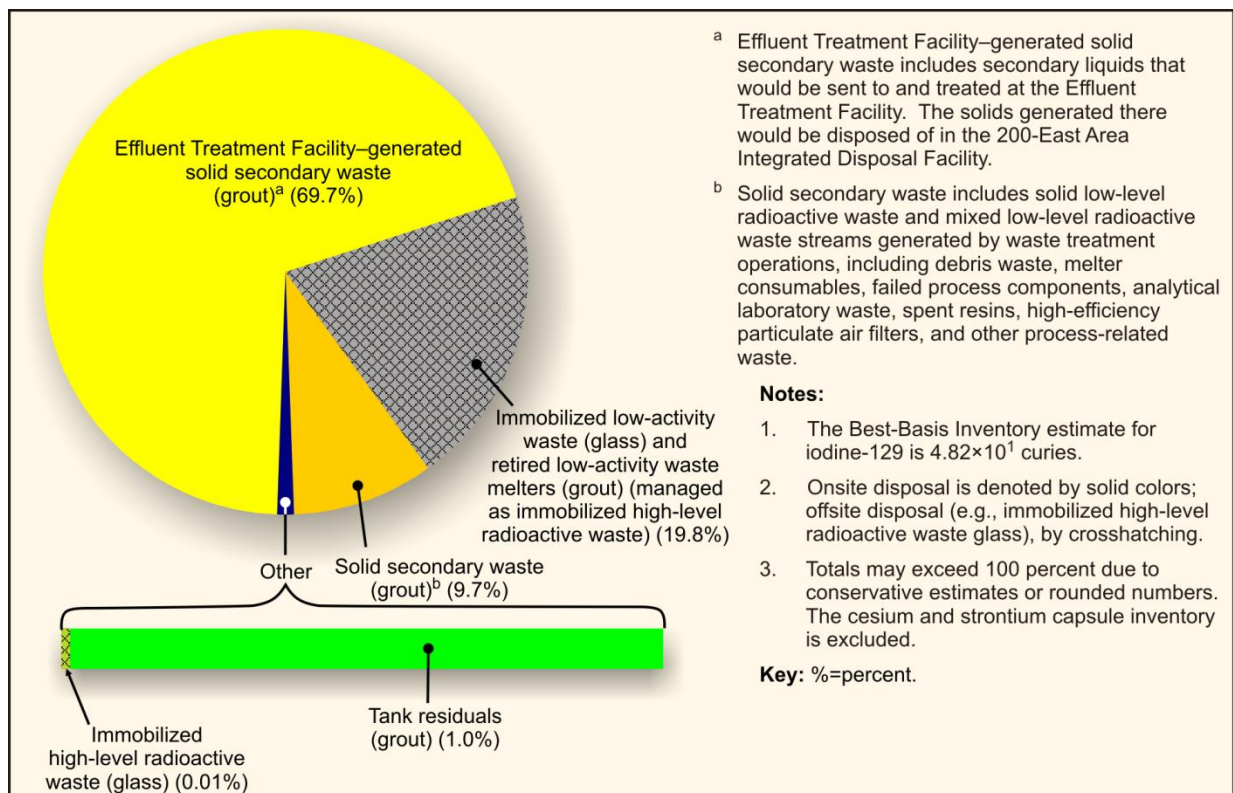 Effluent Treatment Facility–generated
solid secondary waste
(grout)a (69.7%)
Immobilized low-activity
waste (glass) and
retired low-activity waste
melters (grout) (managed
as immobilized high-level
radioactive waste) (19.8%)
Other
Solid secondary waste
(grout)b (9.7%)
Tank residuals
(grout) (1.0%)
Immobilized
high-level radioactive
waste (glass) (0.01%)
a Effluent Treatment Facility–generated solid
secondary waste includes secondary liquids that
would be sent to and treated at the Effluent
Treatment Facility. The solids generated there
would be disposed of in the 200-East Area
Integrated Disposal Facility.
b Solid secondary waste includes solid low-level
radioactive waste and mixed low-level radioactive
waste streams generated by waste treatment
operations, including debris waste, melter
consumables, failed process components, analytical
laboratory waste, spent resins, high-efficiency
particulate air filters, and other process-related
waste.
Notes:
1. The Best-Basis Inventory estimate for
iodine-129 is 4.82×10¹ curies.
2. Onsite disposal is denoted by solid colors;
offsite disposal (e.g., immobilized high-level
radioactive waste glass), by crosshatching.
3. Totals may exceed 100 percent due to
conservative estimates or rounded numbers.
The cesium and strontium capsule inventory
is excluded.
Key: %=percent.